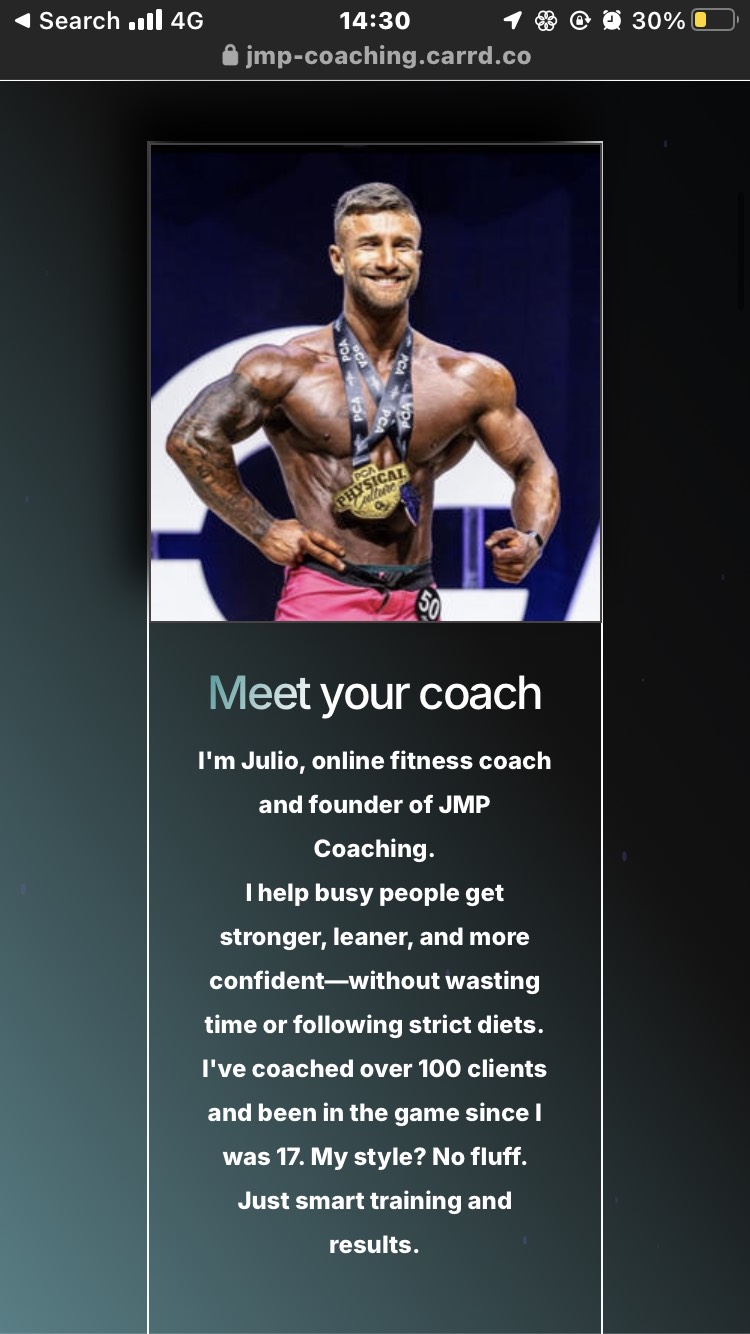 Search 4G 14:30 30%
jmp-coaching.carrd.co
PCA PCA
PCA PCA
PCA PCA
PCA
PHYSICAL
Culture
50
Meet your coach
I'm Julio, online fitness coach
and founder of JMP
Coaching.
I help busy people get
stronger, leaner, and more
confident—without wasting
time or following strict diets.
I've coached over 100 clients
and been in the game since I
was 17. My style? No fluff.
Just smart training and
results.